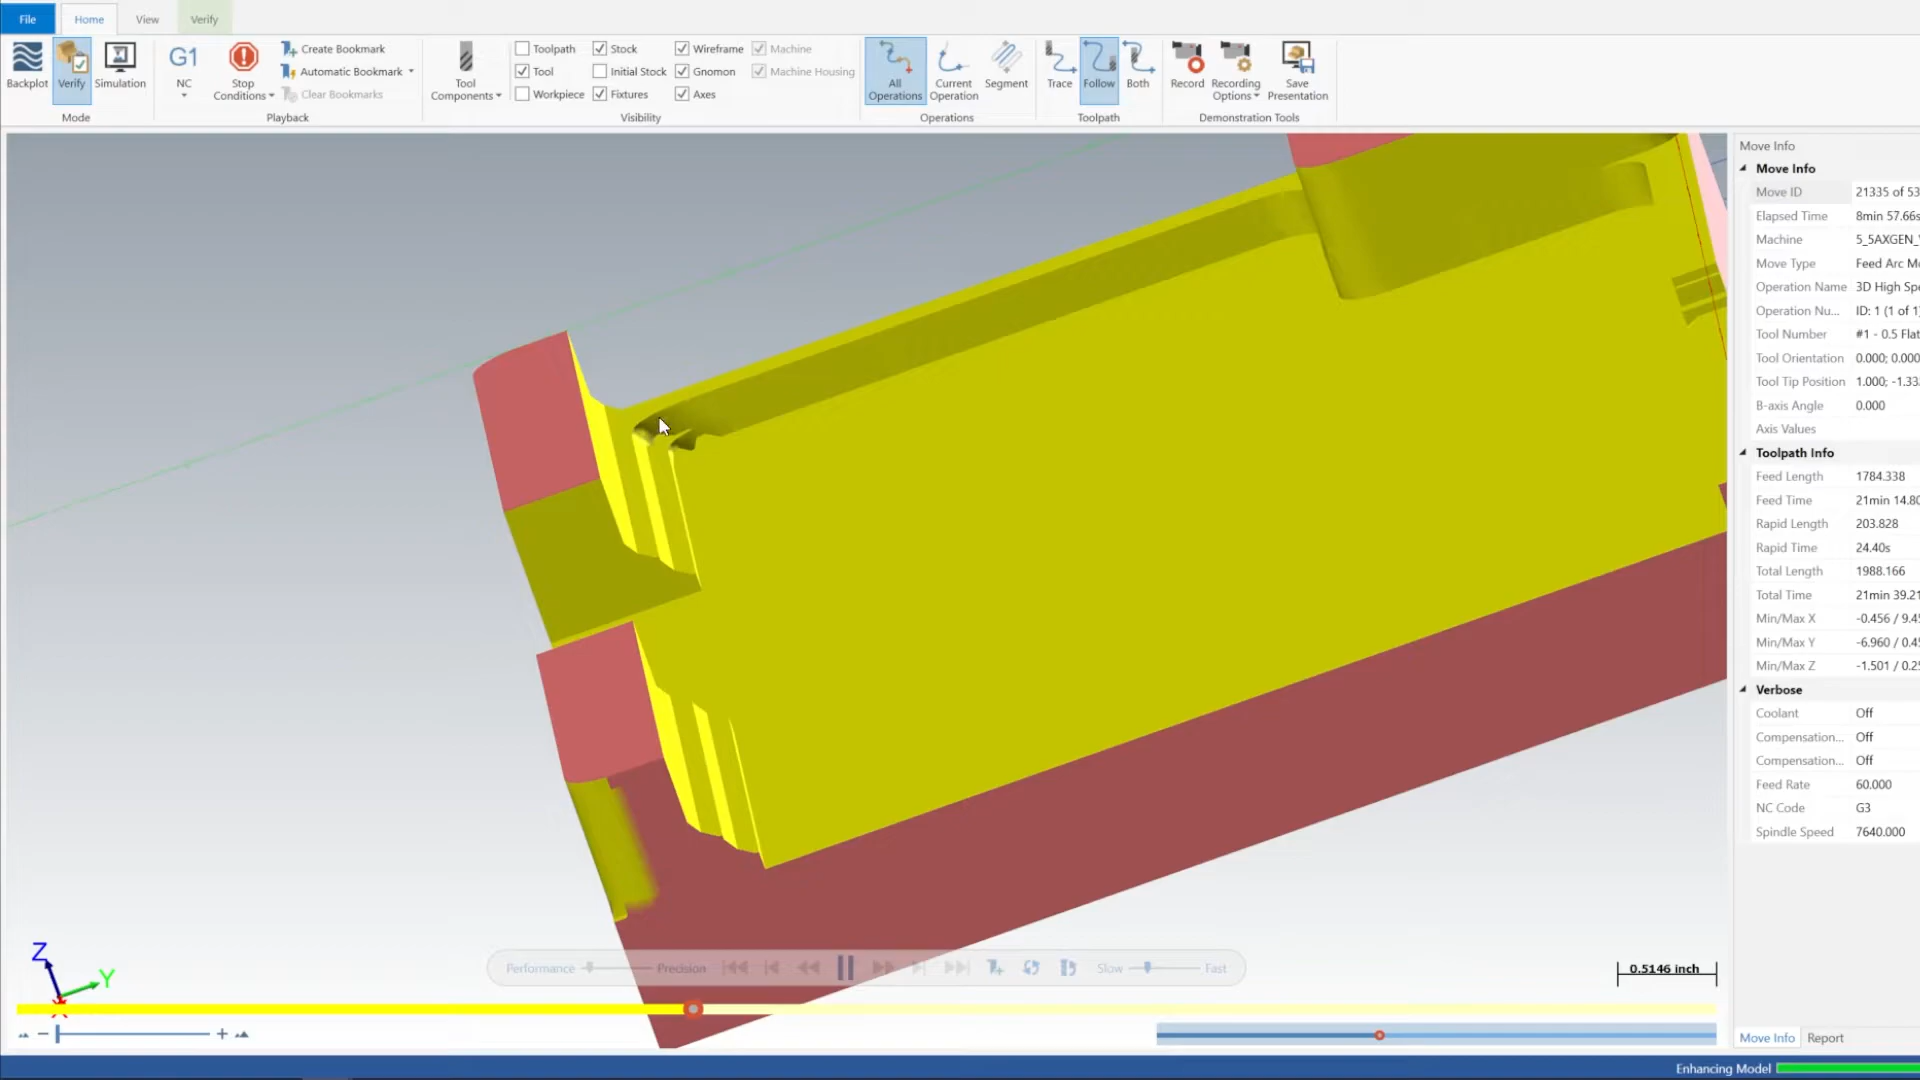 File Home View Verify
Backplot Verify Simulation
Mode
G1
NC
Stop
Conditions
Create Bookmark
Automatic Bookmark
Clear Bookmarks
Playback
Tool
Components
Toolpath Stock Wireframe Machine
Tool Initial Stock Gnomon Machine Housing
Workpiece Fixtures Axes
Visibility
All
Operations
Current
Operation
Segment
Operations
Trace Follow Both
Toolpath
Record
Recording
Options
Save
Presentation
Demonstration Tools
Move Info
Move Info
Move ID 21335 of 53
Elapsed Time 8min 57.66s
Machine 5_5AXGEN_
Move Type Feed Arc M
Operation Name 3D High Spe
Operation Nu... ID: 1 (1 of 1)
Tool Number #1 - 0.5 Flat
Tool Orientation 0.000; 0.000
Tool Tip Position 1.000; -1.33
B-axis Angle 0.000
Axis Values
Toolpath Info
Feed Length 1784.338
Feed Time 21min 14.80
Rapid Length 203.828
Rapid Time 24.40s
Total Length 1988.166
Total Time 21min 39.21
Min/Max X -0.456 / 9.45
Min/Max Y -6.960 / 0.45
Min/Max Z -1.501 / 0.25
Verbose
Coolant Off
Compensation... Off
Compensation... Off
Feed Rate 60.000
NC Code G3
Spindle Speed 7640.000
Z
Y
X
Performance Precision Slow Fast
0.5146 inch
Move Info Report
Enhancing Model